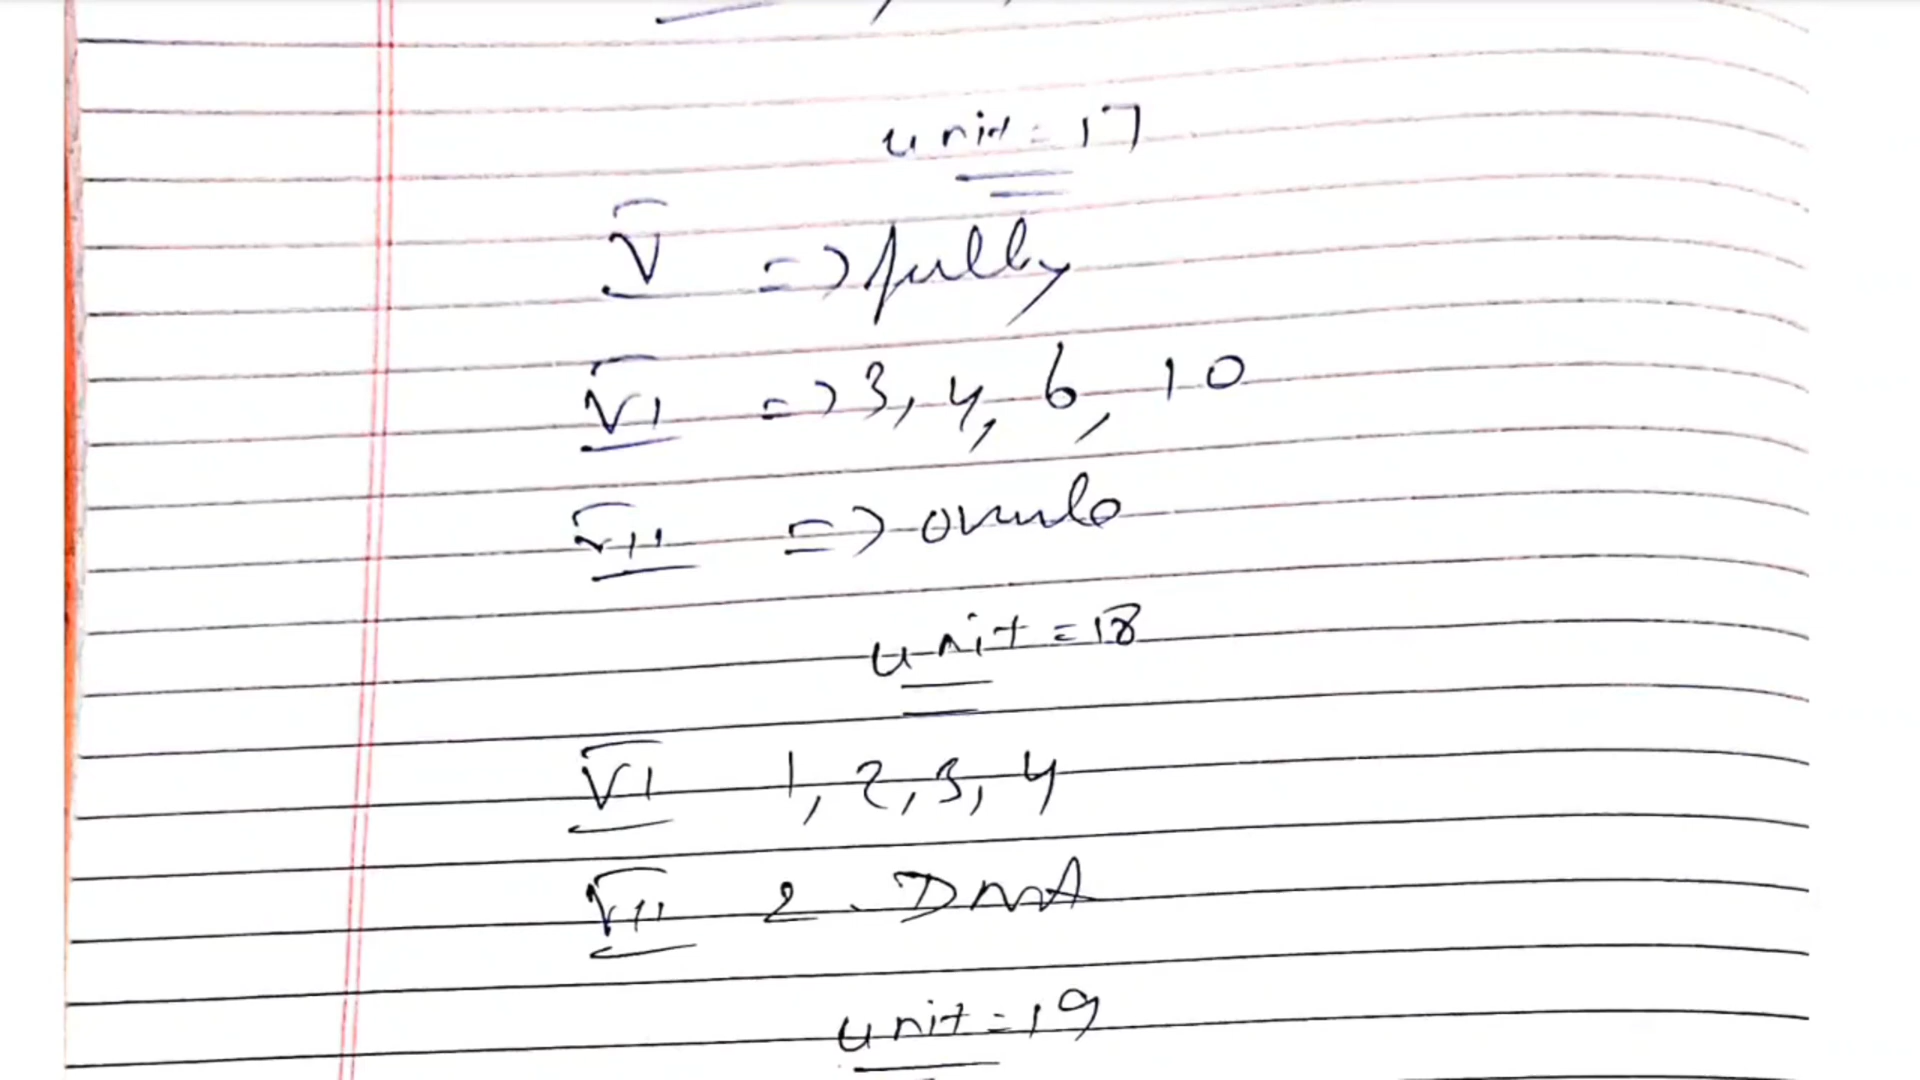 unit = 17
V => fully
VI => 3, 4, 6, 10
VII => ovule
unit = 18
VI 1, 2, 3, 4
VII 2. DNA
unit = 19